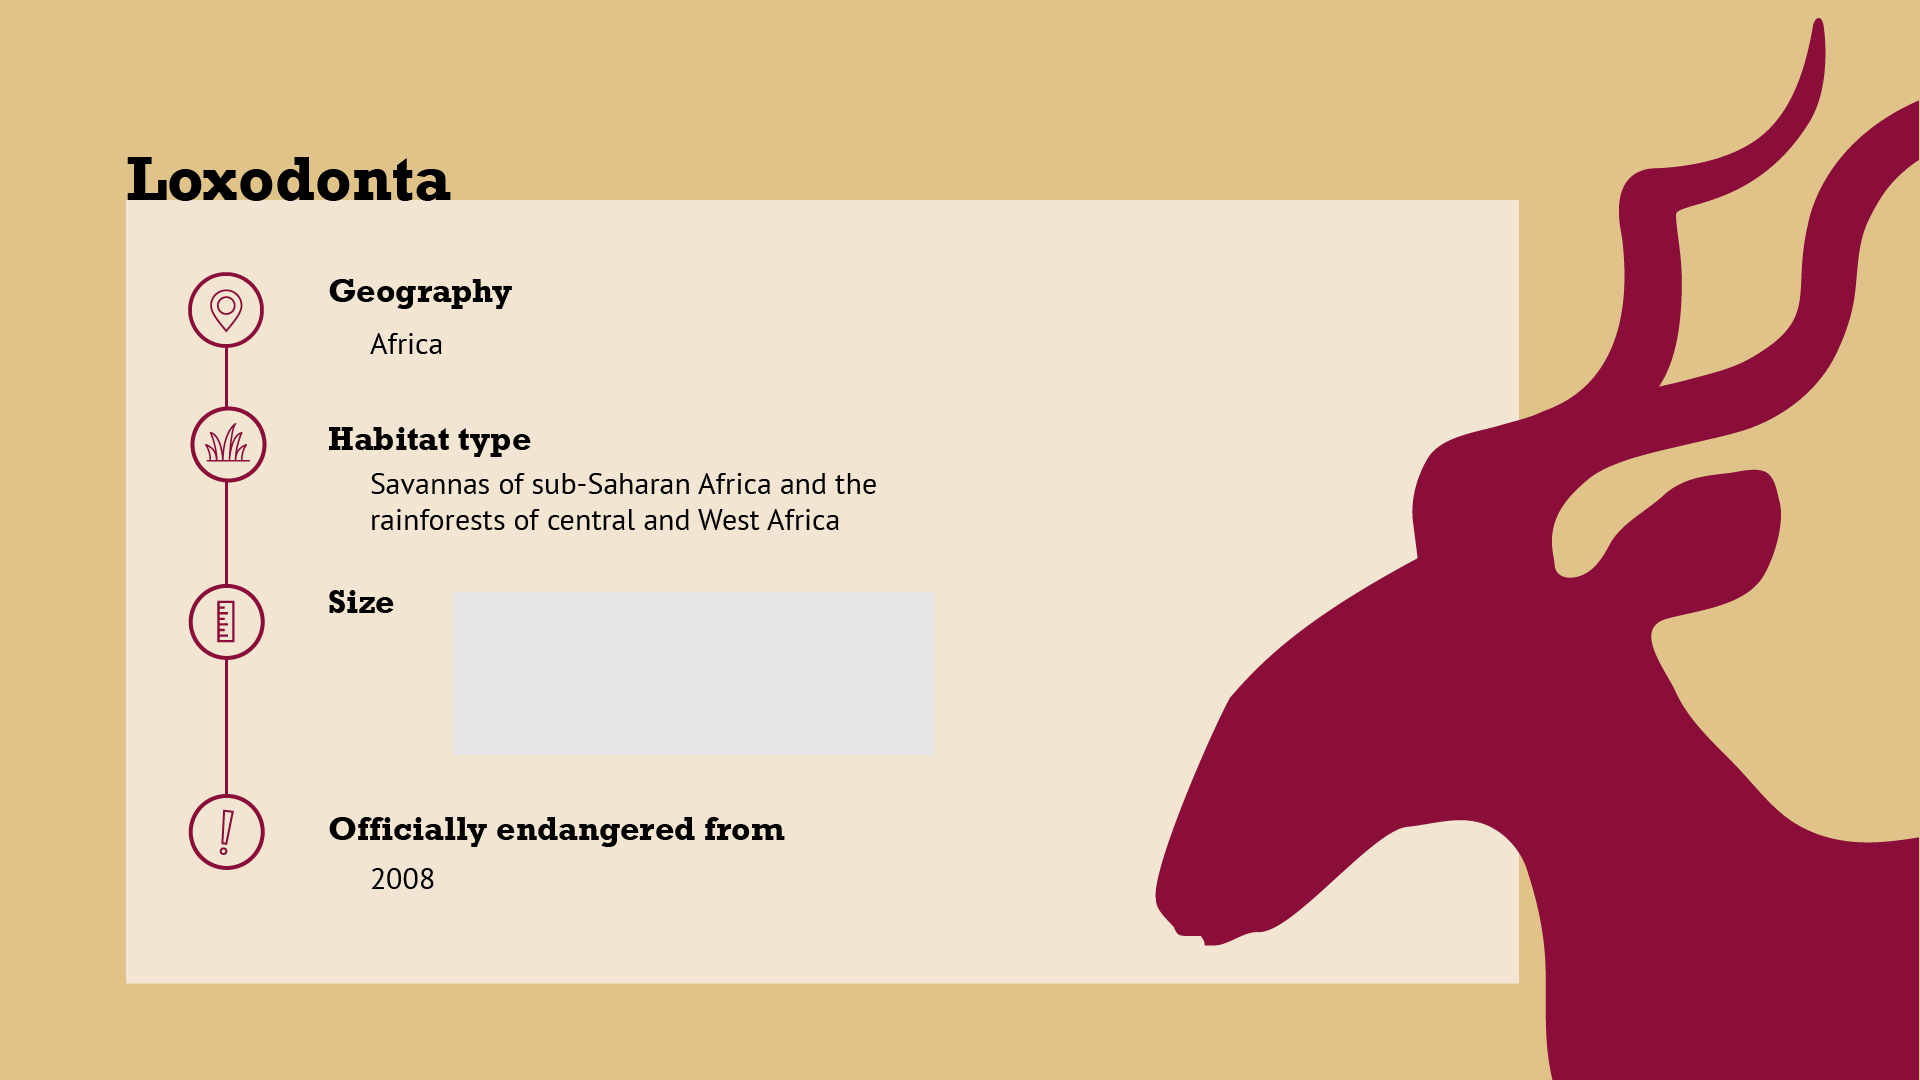 Loxodonta
Geography
Africa
Habitat type
Savannas of sub-Saharan Africa and the
rainforests of central and West Africa
Size
Officially endangered from
2008